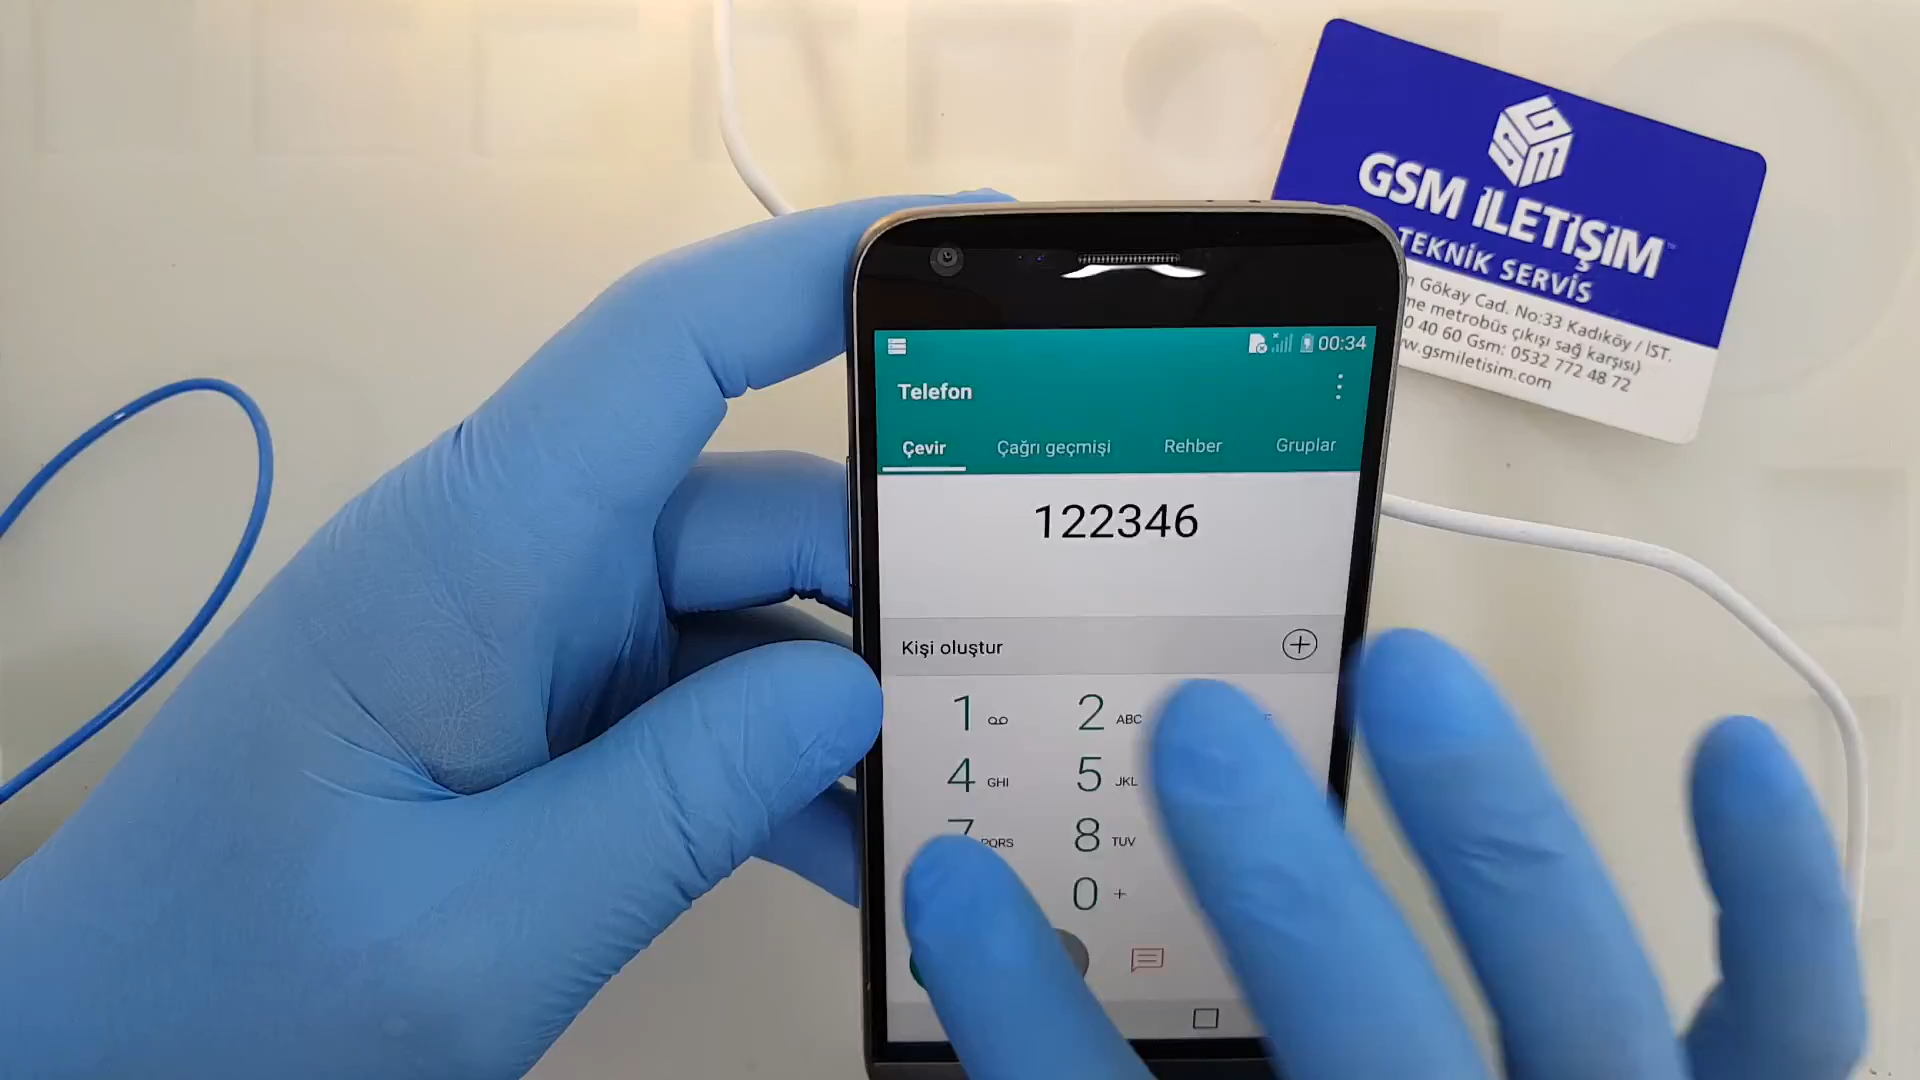 GSM
GSM İLETİŞİM
TEKNİK SERVİS
Gökay Cad. No:33 Kadıköy / İST.
metrobüs çıkışı sağ karşısı)
0 40 60 Gsm: 0532 772 48 72
.gsmiletisim.com
00:34
Telefon
Çevir Çağrı geçmişi Rehber Gruplar
122346
Kişi oluştur
1 2 ABC
4 GHI 5 JKL
7 PQRS 8 TUV
0 +